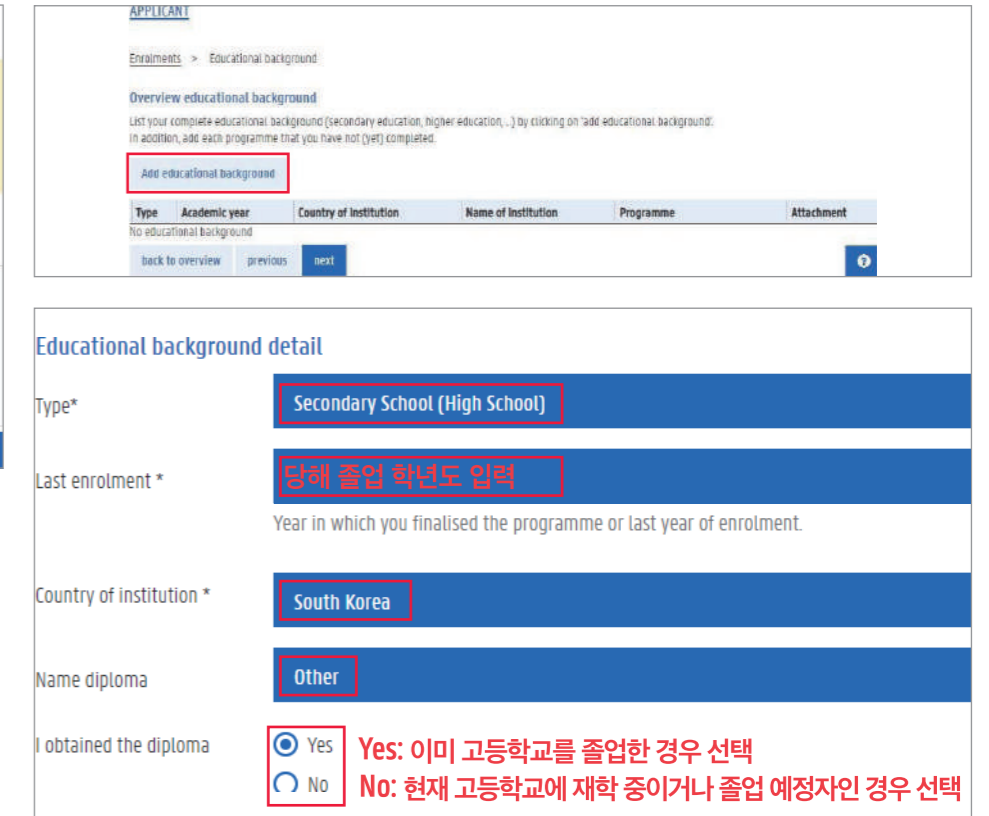 APPLICANT
Enrolments > Educational background
Overview educational background
List your complete educational background (secondary education, higher education, ...) by clicking on 'add educational background'.
In addition, add each programme that you have not (yet) completed.
Add educational background
Type Academic year Country of institution Name of institution Programme Attachment
No educational background
back to overview previous next ?
Educational background detail
Type* Secondary School (High School)
Last enrolment * 당해 졸업 학년도 입력
Year in which you finalised the programme or last year of enrolment.
Country of institution * South Korea
Name diploma Other
I obtained the diploma Yes Yes: 이미 고등학교를 졸업한 경우 선택
No No: 현재 고등학교에 재학 중이거나 졸업 예정자인 경우 선택